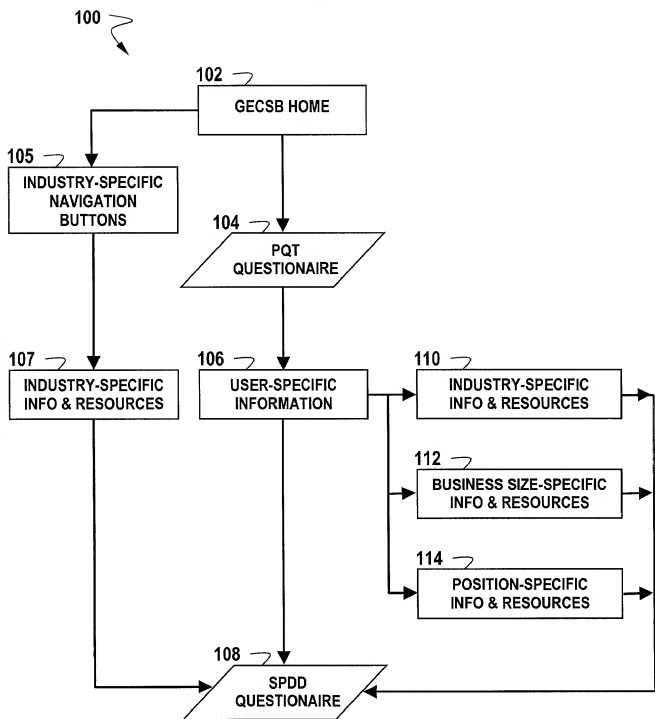 100
102
GECSB HOME
105
INDUSTRY-SPECIFIC
NAVIGATION
BUTTONS
104
PQT
QUESTIONAIRE
107
INDUSTRY-SPECIFIC
INFO & RESOURCES
106
USER-SPECIFIC
INFORMATION
110
INDUSTRY-SPECIFIC
INFO & RESOURCES
112
BUSINESS SIZE-SPECIFIC
INFO & RESOURCES
114
POSITION-SPECIFIC
INFO & RESOURCES
108
SPDD
QUESTIONAIRE